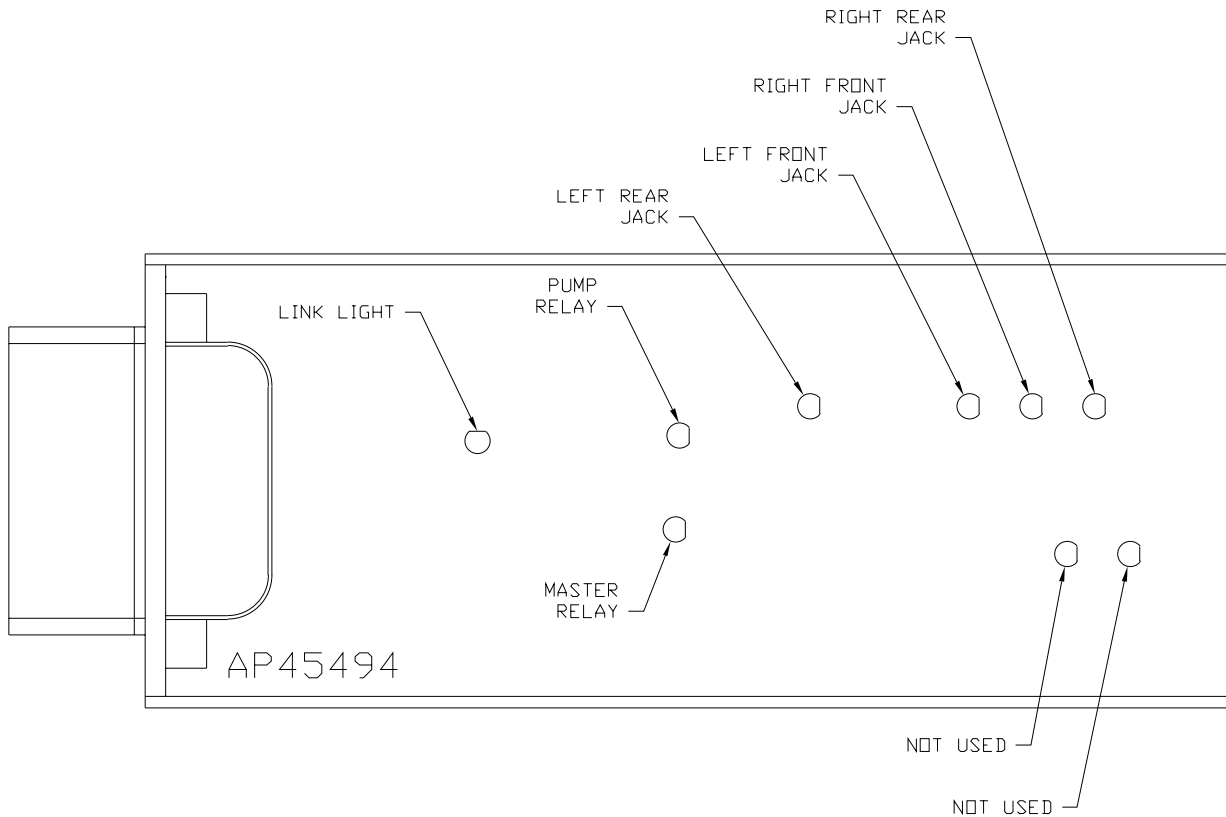 RIGHT REAR
JACK
RIGHT FRONT
JACK
LEFT FRONT
JACK
LEFT REAR
JACK
PUMP
RELAY
LINK LIGHT
MASTER
RELAY
AP45494
NOT USED
NOT USED